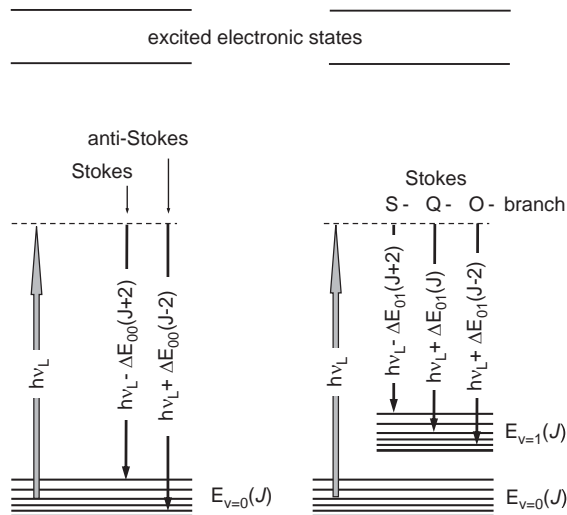 excited electronic states
anti-Stokes
Stokes
Stokes
S - Q - O - branch
hν_L
hν_L - ΔE_00(J+2)
hν_L + ΔE_00(J-2)
hν_L
hν_L - ΔE_01(J+2)
hν_L + ΔE_01(J)
hν_L + ΔE_01(J-2)
E_v=1(J)
E_v=0(J)
E_v=0(J)